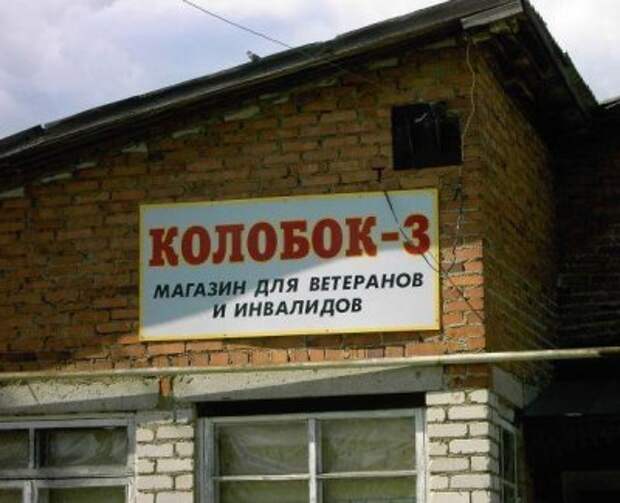 КОЛОБОК-3
МАГАЗИН ДЛЯ ВЕТЕРАНОВ
И ИНВАЛИДОВ